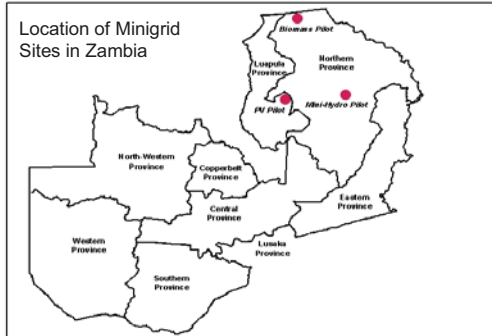 Location of Minigrid
Sites in Zambia
Biomass Pilot
Luapula
Province
Northern
Province
PV Pilot
Mini-Hydro Pilot
North-Western
Province
Copperbelt
Province
Central
Province
Eastern
Province
Western
Province
Lusaka
Province
Southern
Province